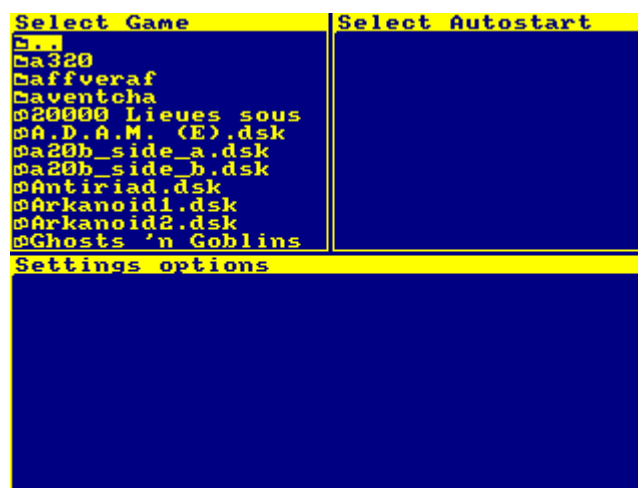 Select Game
Select Autostart
..
a320
affveraf
aventcha
20000 Lieues sous
A.D.A.M. (E).dsk
a20b_side_a.dsk
a20b_side_b.dsk
Antiriad.dsk
Arkanoid1.dsk
Arkanoid2.dsk
Ghosts 'n Goblins
Settings options